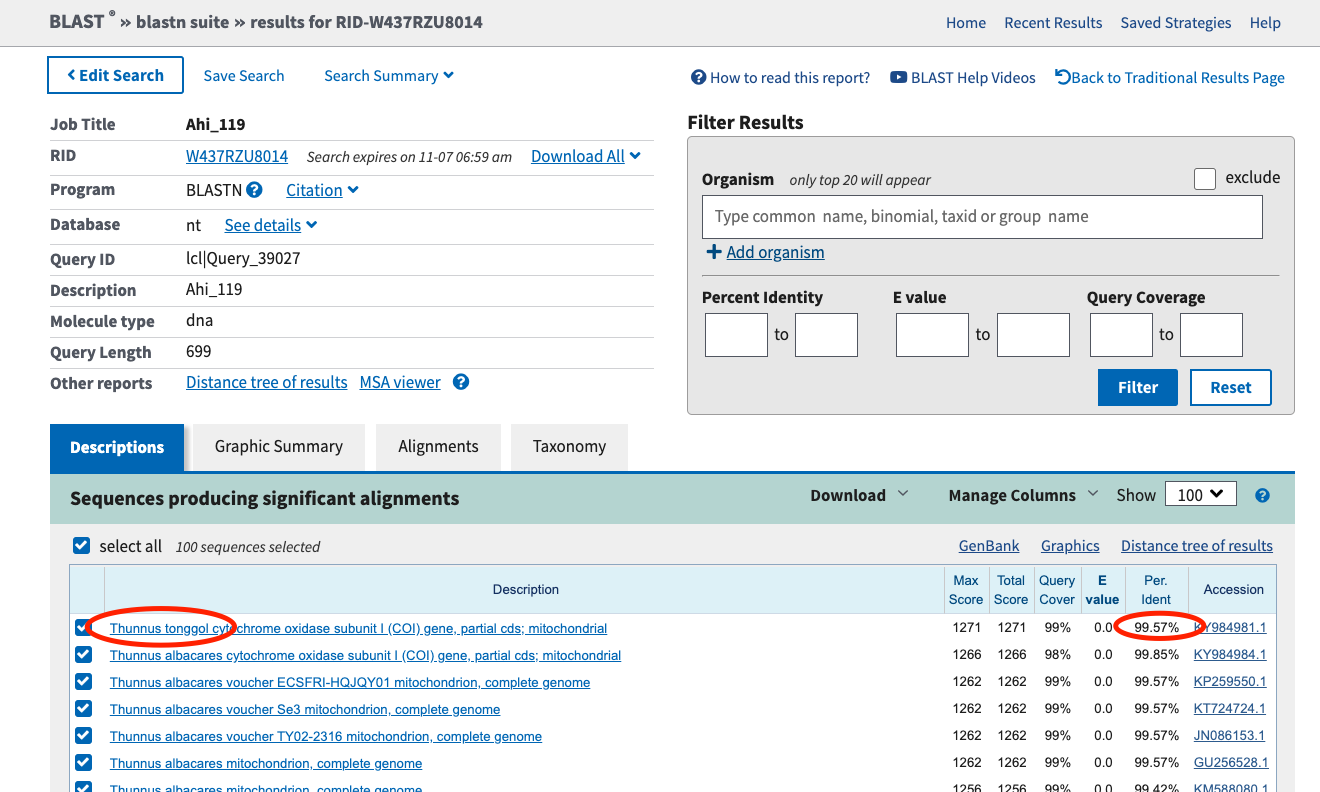 BLAST ® » blastn suite » results for RID-W437RZU8014
Home Recent Results Saved Strategies Help
Edit Search Save Search Search Summary
How to read this report? BLAST Help Videos Back to Traditional Results Page
Job Title Ahi_119
RID W437RZU8014 Search expires on 11-07 06:59 am Download All
Program BLASTN Citation
Database nt See details
Query ID lcl|Query_39027
Description Ahi_119
Molecule type dna
Query Length 699
Other reports Distance tree of results MSA viewer
Filter Results
Organism only top 20 will appear exclude
Type common name, binomial, taxid or group name
Add organism
Percent Identity E value Query Coverage
to to to
Filter Reset
Descriptions Graphic Summary Alignments Taxonomy
Sequences producing significant alignments Download Manage Columns Show 100
select all 100 sequences selected GenBank Graphics Distance tree of results
Description Max Score Total Score Query Cover E value Per. Ident Accession
Thunnus tonggol cytochrome oxidase subunit I (COI) gene, partial cds; mitochondrial 1271 1271 99% 0.0 99.57% KY984981.1
Thunnus albacares cytochrome oxidase subunit I (COI) gene, partial cds; mitochondrial 1266 1266 98% 0.0 99.85% KY984984.1
Thunnus albacares voucher ECSFRI-HQJQY01 mitochondrion, complete genome 1262 1262 99% 0.0 99.57% KP259550.1
Thunnus albacares voucher Se3 mitochondrion, complete genome 1262 1262 99% 0.0 99.57% KT724724.1
Thunnus albacares voucher TY02-2316 mitochondrion, complete genome 1262 1262 99% 0.0 99.57% JN086153.1
Thunnus albacares mitochondrion, complete genome 1262 1262 99% 0.0 99.57% GU256528.1
Thunnus albacares mitochondrion, complete genome 1256 1256 99% 0.0 99.42% KM588080.1